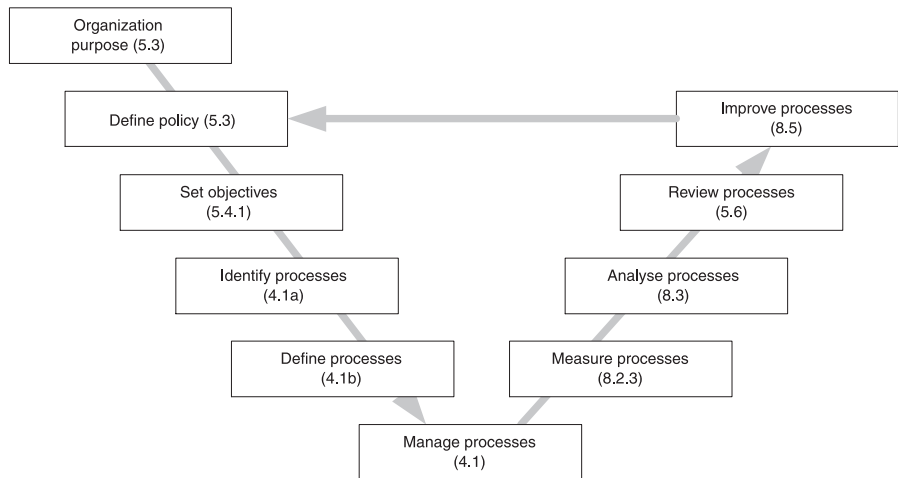 Organization
purpose (5.3)
Define policy (5.3)
Improve processes
(8.5)
Set objectives
(5.4.1)
Review processes
(5.6)
Identify processes
(4.1a)
Analyse processes
(8.3)
Define processes
(4.1b)
Measure processes
(8.2.3)
Manage processes
(4.1)